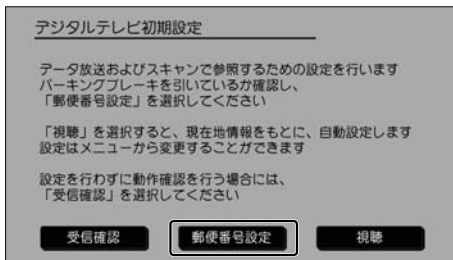 デジタルテレビ初期設定
データ放送およびスキャンで参照するための設定を行います
パーキングブレーキを引いているか確認し、
「郵便番号設定」を選択してください
「視聴」を選択すると、現在地情報をもとに、自動設定します
設定はメニューから変更することができます
設定を行わずに動作確認を行う場合には、
「受信確認」を選択してください
受信確認 郵便番号設定 視聴